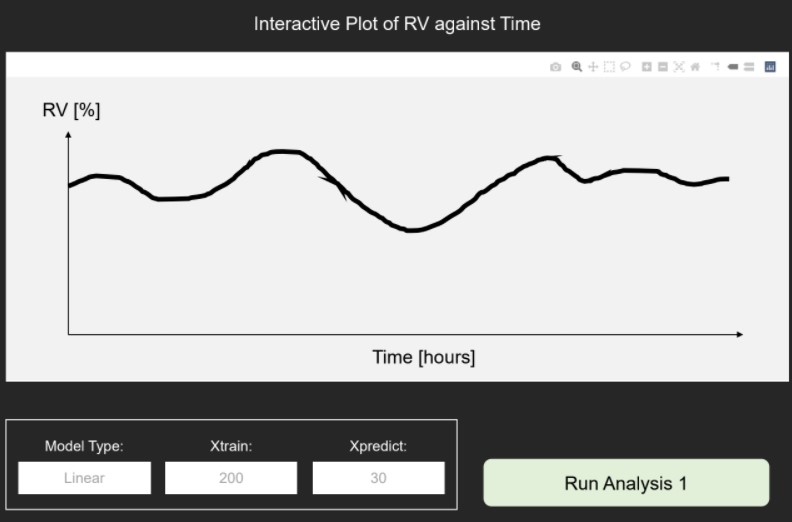 Interactive Plot of RV against Time
RV [%]
Time [hours]
Model Type:
Xtrain:
Xpredict:
Linear
200
30
Run Analysis 1